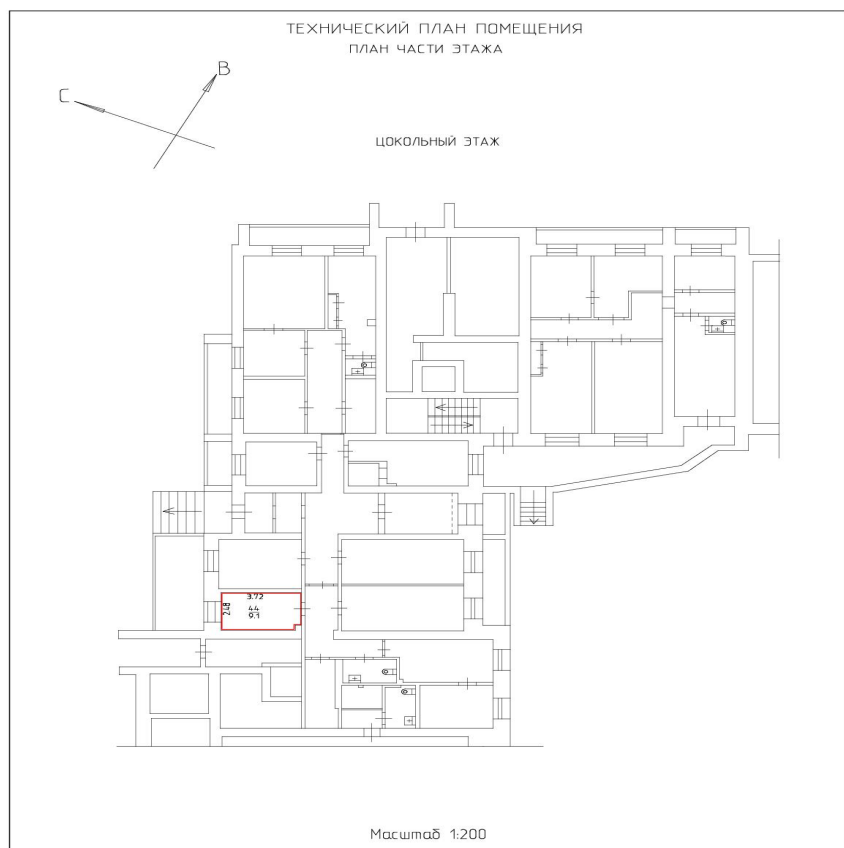 ТЕХНИЧЕСКИЙ ПЛАН ПОМЕЩЕНИЯ
ПЛАН ЧАСТИ ЭТАЖА
В
С
ЦОКОЛЬНЫЙ ЭТАЖ
3.72
2.48
44
9.1
Масштаб 1:200